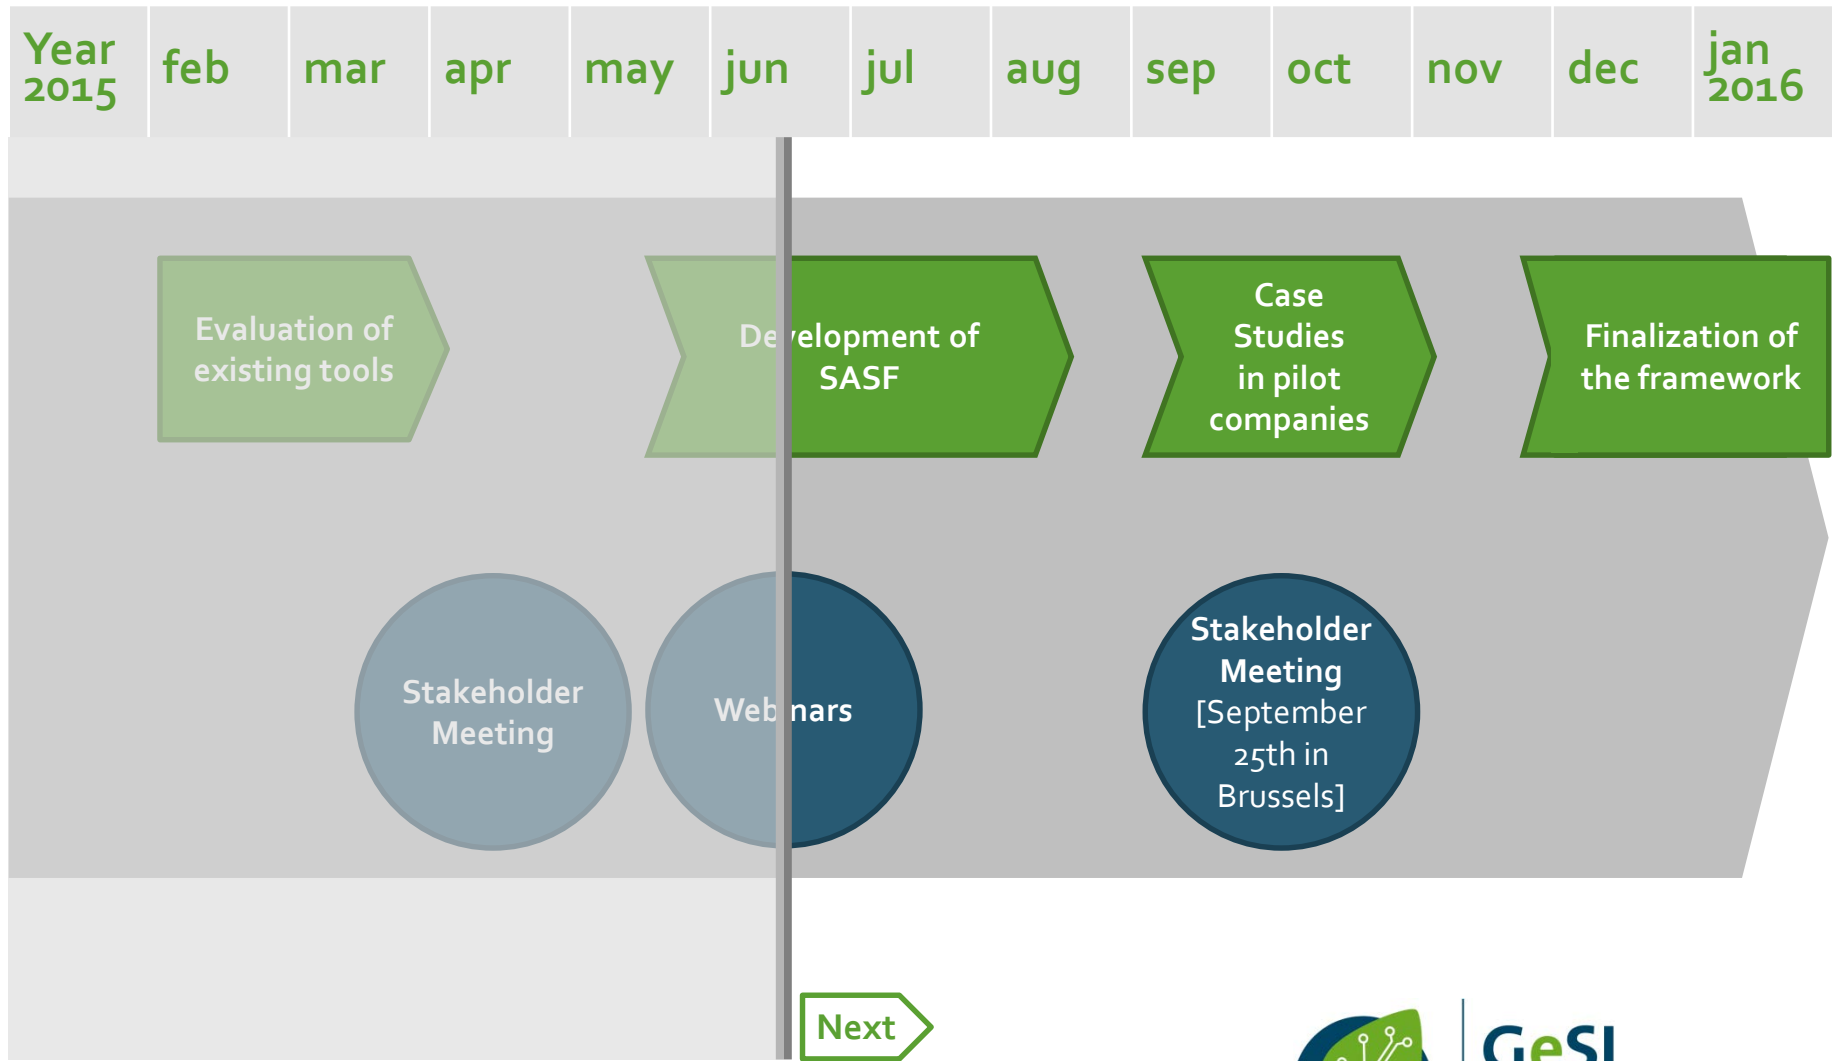 Year
2015
feb
mar
apr
may
jun
jul
aug
sep
oct
nov
dec
jan
2016
Evaluation of
existing tools
Development of
SASF
Case
Studies
in pilot
companies
Finalization of
the framework
Stakeholder
Meeting
Webinars
Stakeholder
Meeting
[September
25th in
Brussels]
Next
GeSI